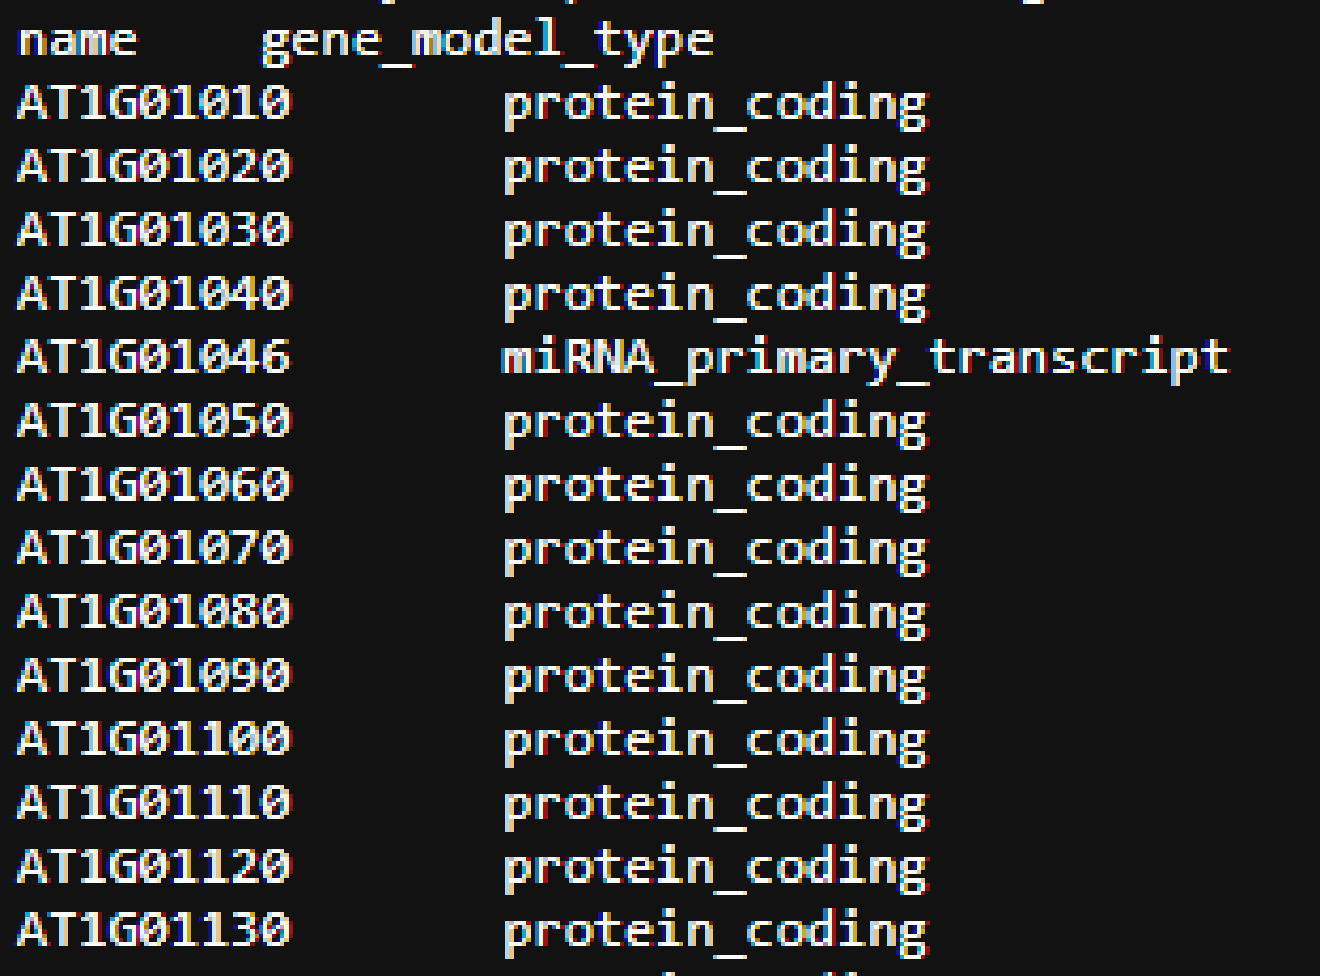 name gene_model_type
AT1G01010 protein_coding
AT1G01020 protein_coding
AT1G01030 protein_coding
AT1G01040 protein_coding
AT1G01046 miRNA_primary_transcript
AT1G01050 protein_coding
AT1G01060 protein_coding
AT1G01070 protein_coding
AT1G01080 protein_coding
AT1G01090 protein_coding
AT1G01100 protein_coding
AT1G01110 protein_coding
AT1G01120 protein_coding
AT1G01130 protein_coding